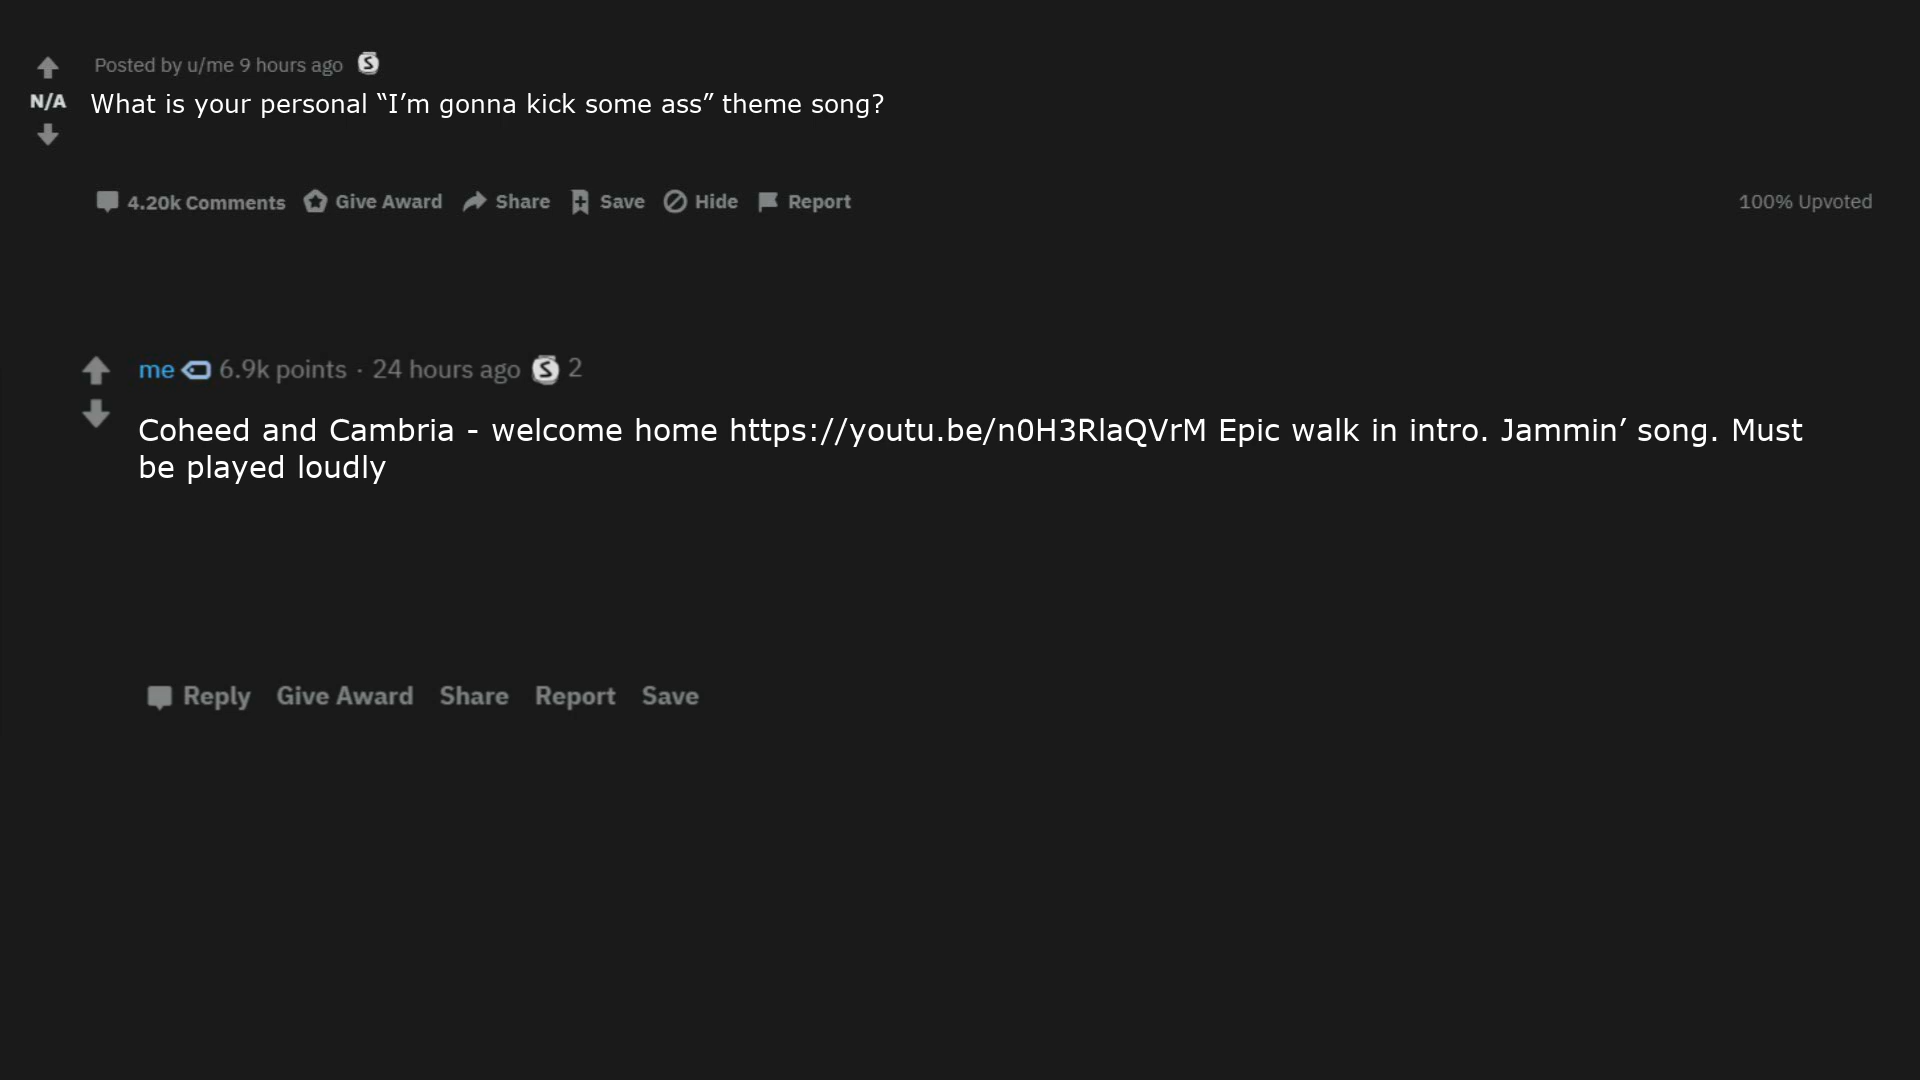 Posted by u/me 9 hours ago
N/A
What is your personal “I’m gonna kick some ass” theme song?
4.20k Comments Give Award Share Save Hide Report 100% Upvoted
me 6.9k points · 24 hours ago S 2
Coheed and Cambria - welcome home https://youtu.be/n0H3RlaQVrM Epic walk in intro. Jammin’ song. Must
be played loudly
Reply Give Award Share Report Save